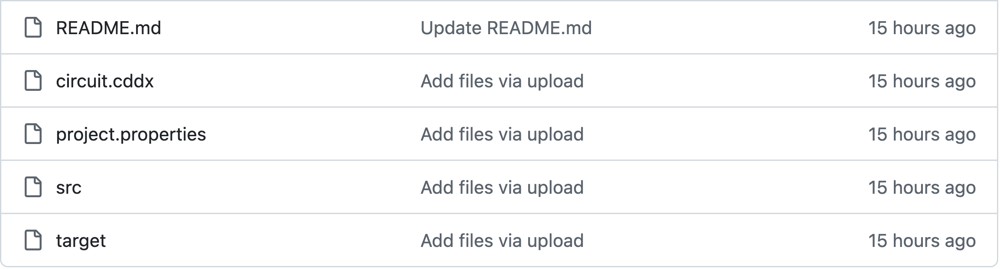 README.md Update README.md 15 hours ago
circuit.cddx Add files via upload 15 hours ago
project.properties Add files via upload 15 hours ago
src Add files via upload 15 hours ago
target Add files via upload 15 hours ago